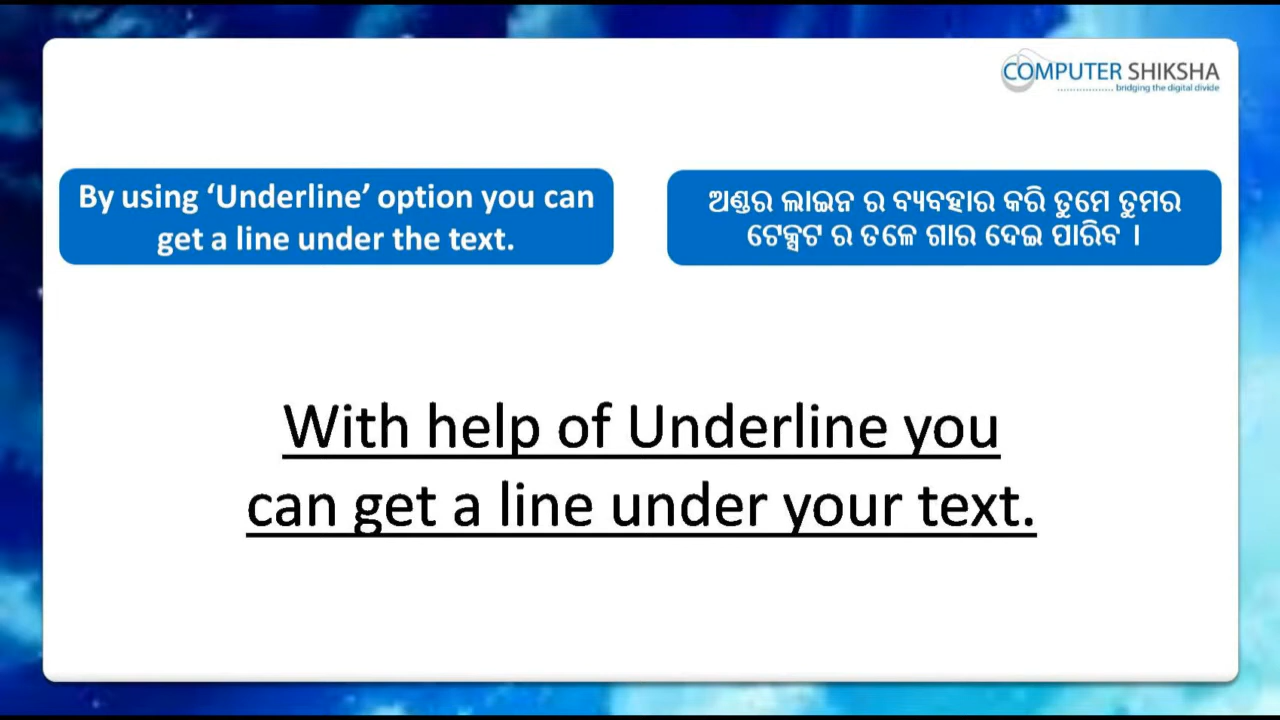 COMPUTER SHIKSHA
bridging the digital divide
By using ‘Underline’ option you can
get a line under the text.
ଅଣ୍ଡର ଲାଇନ ର ବ୍ୟବହାର କରି ତୁମେ ତୁମର
ଟେକ୍ସଟ ର ତଳେ ଗାର ଦେଇ ପାରିବ ।
With help of Underline you
can get a line under your text.